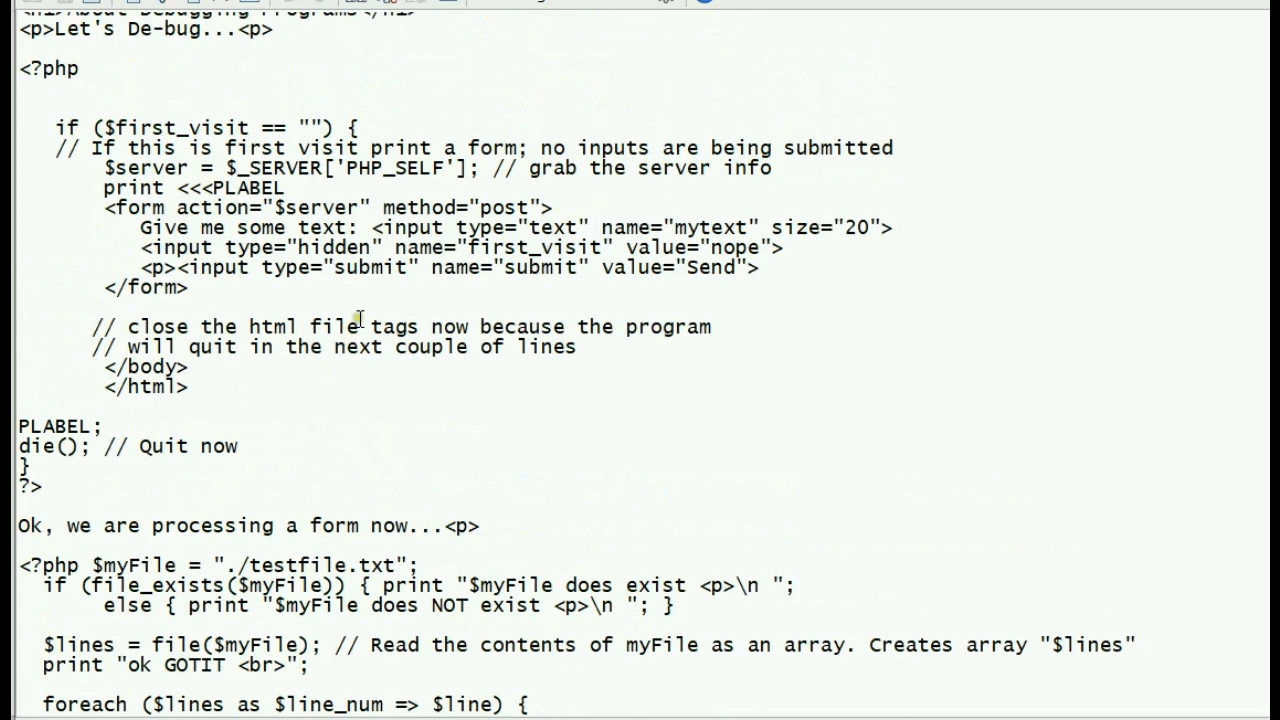 <h1>About Debugging Programs</h1>
<p>Let's De-bug...<p>
<?php
if ($first_visit == "") {
// If this is first visit print a form; no inputs are being submitted
$server = $_SERVER['PHP_SELF']; // grab the server info
print <<<PLABEL
<form action="$server" method="post">
Give me some text: <input type="text" name="mytext" size="20">
<input type="hidden" name="first_visit" value="nope">
<p><input type="submit" name="submit" value="Send">
</form>
// close the html file tags now because the program
// will quit in the next couple of lines
</body>
</html>
PLABEL;
die(); // Quit now
}
?>
Ok, we are processing a form now...<p>
<?php $myFile = "./testfile.txt";
if (file_exists($myFile)) { print "$myFile does exist <p>\n ";
else { print "$myFile does NOT exist <p>\n "; }
$lines = file($myFile); // Read the contents of myFile as an array. Creates array "$lines"
print "ok GOTIT <br>";
foreach ($lines as $line_num => $line) {